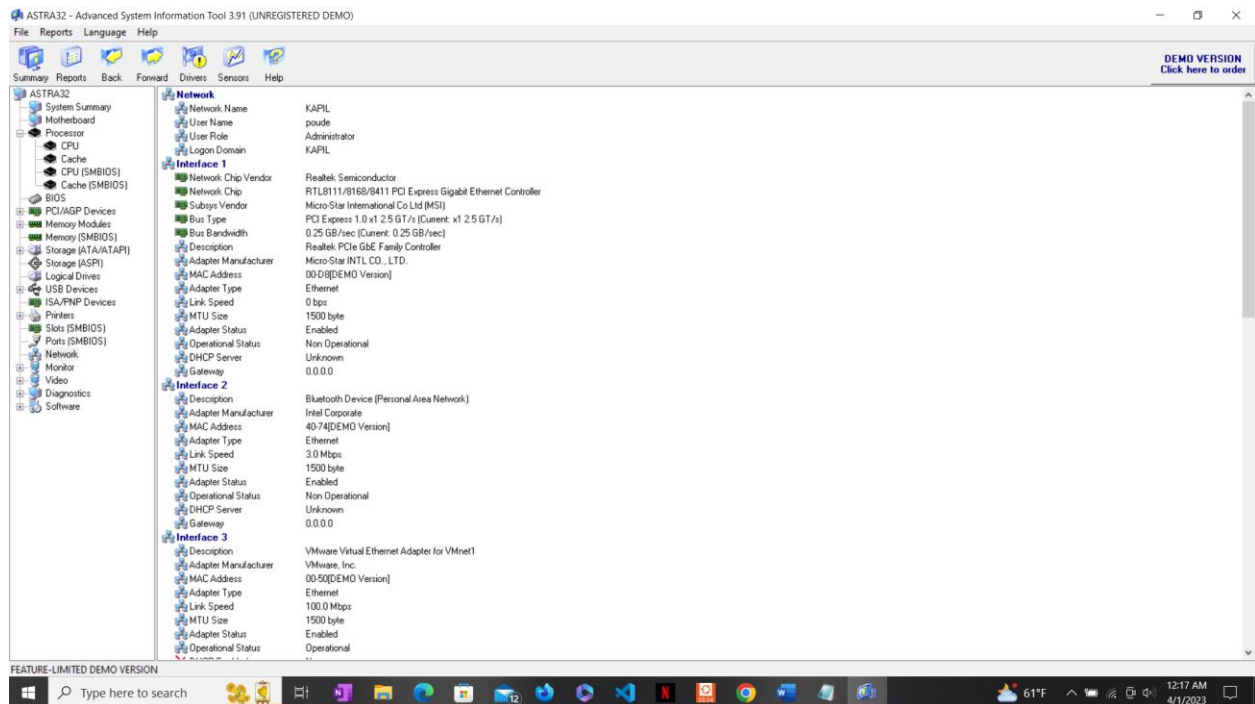 ASTRA32 - Advanced System Information Tool 3.91 (UNREGISTERED DEMO)
File Reports Language Help
Summary Reports Back Forward Drivers Sensors Help
DEMO VERSION
Click here to order
ASTRA32
System Summary
Motherboard
Processor
CPU
Cache
CPU (SMBIOS)
Cache (SMBIOS)
BIOS
PCI/AGP Devices
Memory Modules
Memory (SMBIOS)
Storage (ATA/ATAPI)
Storage (ASPI)
Logical Drives
USB Devices
ISA/PNP Devices
Printers
Slots (SMBIOS)
Ports (SMBIOS)
Network
Monitor
Video
Diagnostics
Software
Network
Network Name KAPIL
User Name poude
User Role Administrator
Logon Domain KAPIL
Interface 1
Network Chip Vendor Realtek Semiconductor
Network Chip RTL8111/8168/8411 PCI Express Gigabit Ethernet Controller
Subsys Vendor Micro-Star International Co Ltd (MSI)
Bus Type PCI Express 1.0 x1 2.5 GT/s (Current: x1 2.5 GT/s)
Bus Bandwidth 0.25 GB/sec (Current: 0.25 GB/sec)
Description Realtek PCIe GbE Family Controller
Adapter Manufacturer Micro-Star INTL CO., LTD.
MAC Address 00-D8[DEMO Version]
Adapter Type Ethernet
Link Speed 0 bps
MTU Size 1500 byte
Adapter Status Enabled
Operational Status Non Operational
DHCP Server Unknown
Gateway 0.0.0.0
Interface 2
Description Bluetooth Device (Personal Area Network)
Adapter Manufacturer Intel Corporate
MAC Address 40-74[DEMO Version]
Adapter Type Ethernet
Link Speed 3.0 Mbps
MTU Size 1500 byte
Adapter Status Enabled
Operational Status Non Operational
DHCP Server Unknown
Gateway 0.0.0.0
Interface 3
Description VMware Virtual Ethernet Adapter for VMnet1
Adapter Manufacturer VMware, Inc.
MAC Address 00-50[DEMO Version]
Adapter Type Ethernet
Link Speed 100.0 Mbps
MTU Size 1500 byte
Adapter Status Enabled
Operational Status Operational
FEATURE-LIMITED DEMO VERSION
Type here to search
12
61°F
12:17 AM
4/1/2023